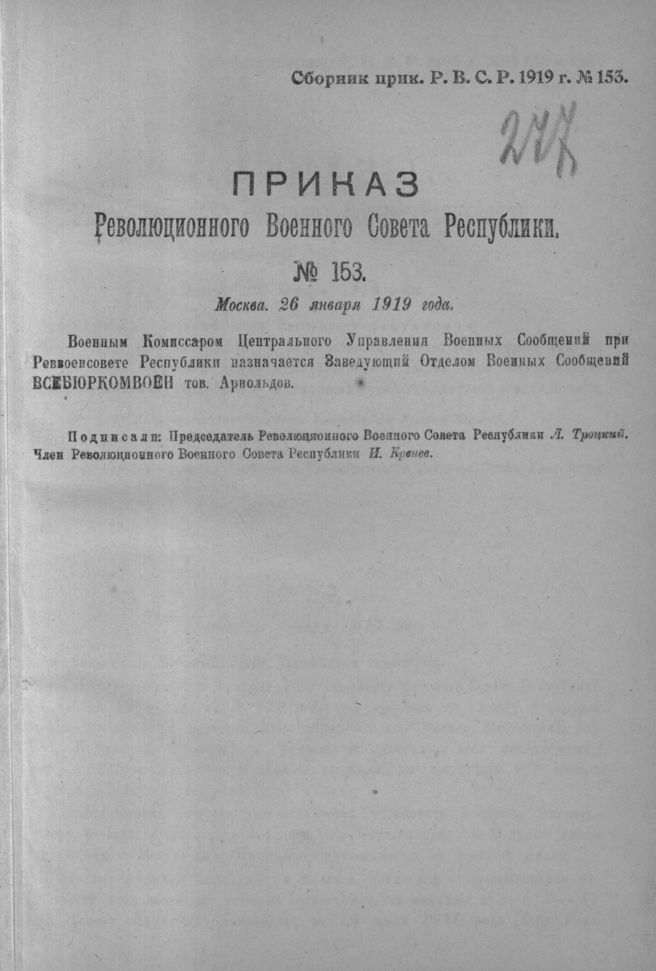 Сборник прик. Р. В. С. Р. 1919 г. № 153.
277
ПРИКАЗ
Революционного Военного Совета Республики.
№ 153.
Москва. 26 января 1919 года.
Военным Комиссаром Центрального Управления Военных Сообщений при
Реввоенсовете Республики назначается Заведующий Отделом Военных Сообщений
ВСЕБЮРКОМВОЕН тов. Арнольдов.
Подписали: Председатель Революционного Военного Совета Республики Л. Троцкий.
Член Революционного Военного Совета Республики И.